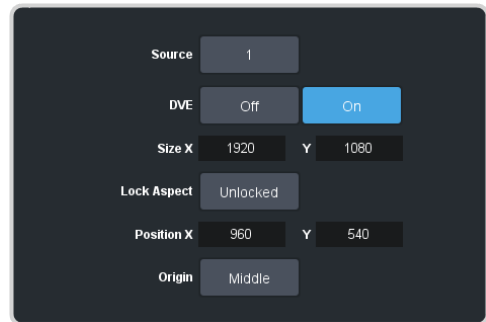 Source 1
DVE Off On
Size X 1920 Y 1080
Lock Aspect Unlocked
Position X 960 Y 540
Origin Middle